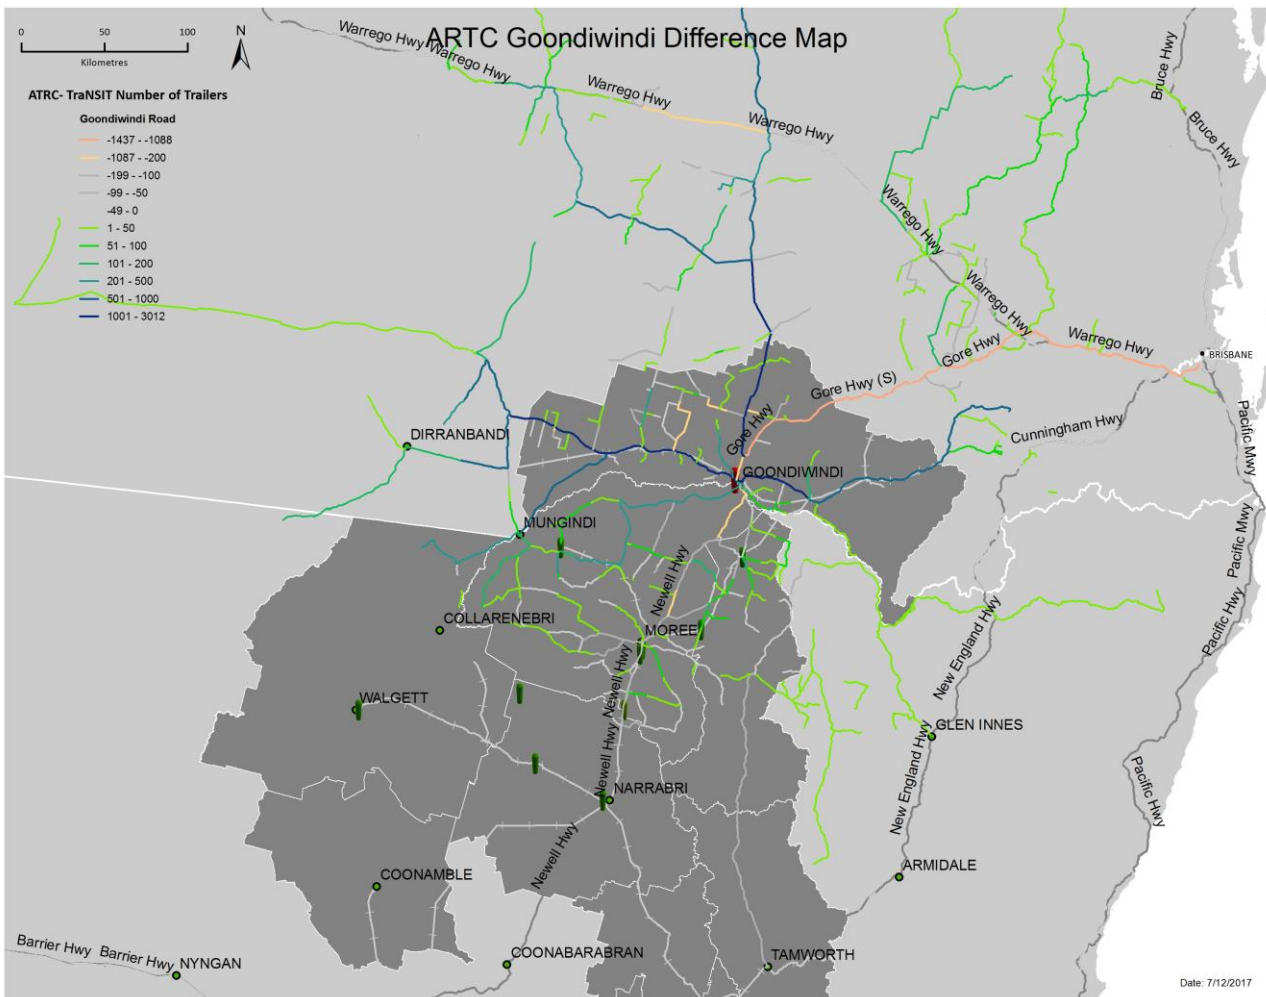 ARTC Goondiwindi Difference Map
0 50 100
Kilometres
N
ATRC- TraNSIT Number of Trailers
Goondiwindi Road
-1437 - -1088
-1087 - -200
-199 - -100
-99 - -50
-49 - 0
1 - 50
51 - 100
101 - 200
201 - 500
501 - 1000
1001 - 3012
Warrego Hwy
Warrego Hwy
Warrego Hwy
Warrego Hwy
Bruce Hwy
Bruce Hwy
Warrego Hwy
Warrego Hwy
Warrego Hwy
Gore Hwy
BRISBANE
Gore Hwy (S)
Gore Hwy
Cunningham Hwy
Pacific Mwy
DIRRANBANDI
GOONDIWINDI
MUNGINDI
Pacific Mwy
Newell Hwy
COLLARENEBRI
MOREE
New England Hwy
Pacific Hwy
WALGETT
Newell Hwy
GLEN INNES
Newell Hwy
New England Hwy
Pacific Hwy
NARRABRI
Newell Hwy
COONAMBLE
ARMIDALE
Barrier Hwy
Barrier Hwy
NYNGAN
COONABARABRAN
TAMWORTH
Date: 7/12/2017